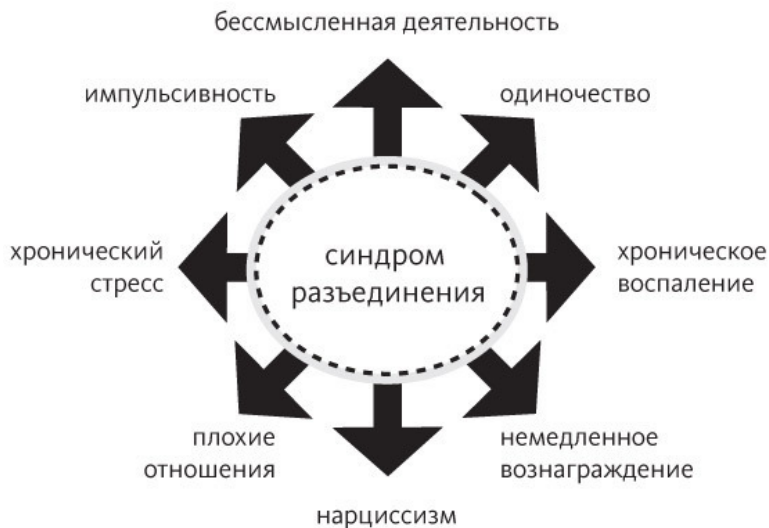 бессмысленная деятельность
импульсивность
одиночество
хронический
стресс
синдром
разъединения
хроническое
воспаление
плохие
отношения
немедленное
вознаграждение
нарциссизм